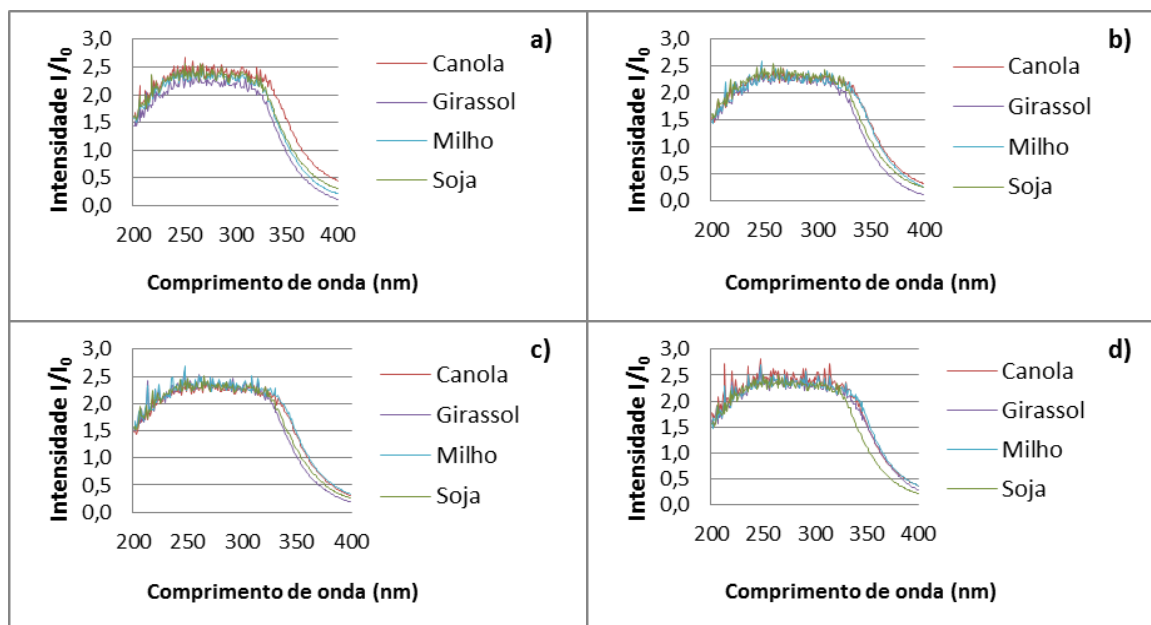 a)
Intensidade I/I0
3,0
2,5
2,0
1,5
1,0
0,5
0,0
200 250 300 350 400
Comprimento de onda (nm)
Canola
Girassol
Milho
Soja
b)
Intensidade I/I0
3,0
2,5
2,0
1,5
1,0
0,5
0,0
200 250 300 350 400
Comprimento de onda (nm)
Canola
Girassol
Milho
Soja
c)
Intensidade I/I0
3,0
2,5
2,0
1,5
1,0
0,5
0,0
200 250 300 350 400
Comprimento de onda (nm)
Canola
Girassol
Milho
Soja
d)
Intensidade I/I0
3,0
2,5
2,0
1,5
1,0
0,5
0,0
200 250 300 350 400
Comprimento de onda (nm)
Canola
Girassol
Milho
Soja